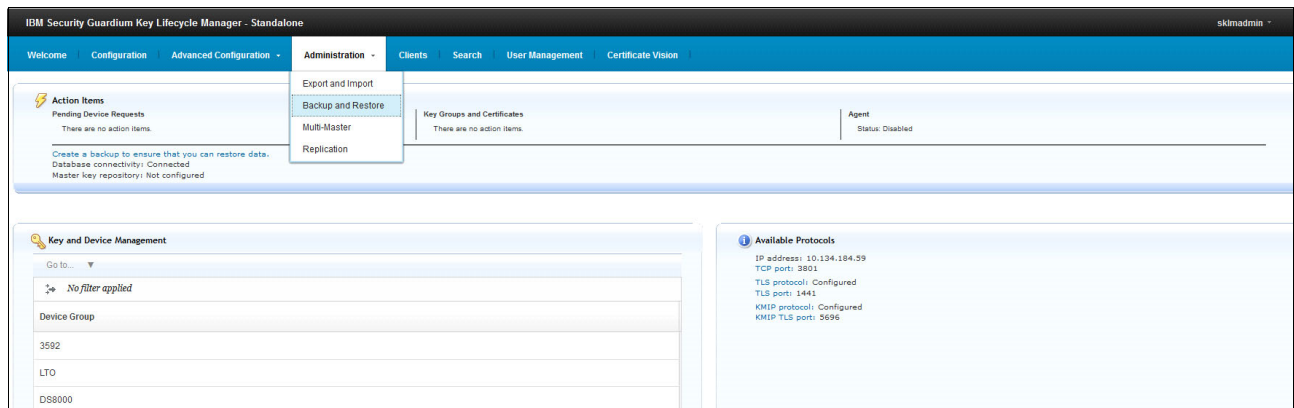 IBM Security Guardium Key Lifecycle Manager - Standalone
sklmadmin
Welcome Configuration Advanced Configuration Administration Clients Search User Management Certificate Vision
Export and Import
Backup and Restore
Multi-Master
Replication
Action Items
Pending Device Requests
There are no action items.
Key Groups and Certificates
There are no action items.
Agent
Status: Disabled
Create a backup to ensure that you can restore data.
Database connectivity: Connected
Master key repository: Not configured
Key and Device Management
Go to...
No filter applied
Device Group
3592
LTO
DS8000
Available Protocols
IP address: 10.134.184.59
TCP port: 3801
TLS protocol: Configured
TLS port: 1441
KMIP protocol: Configured
KMIP TLS port: 5696